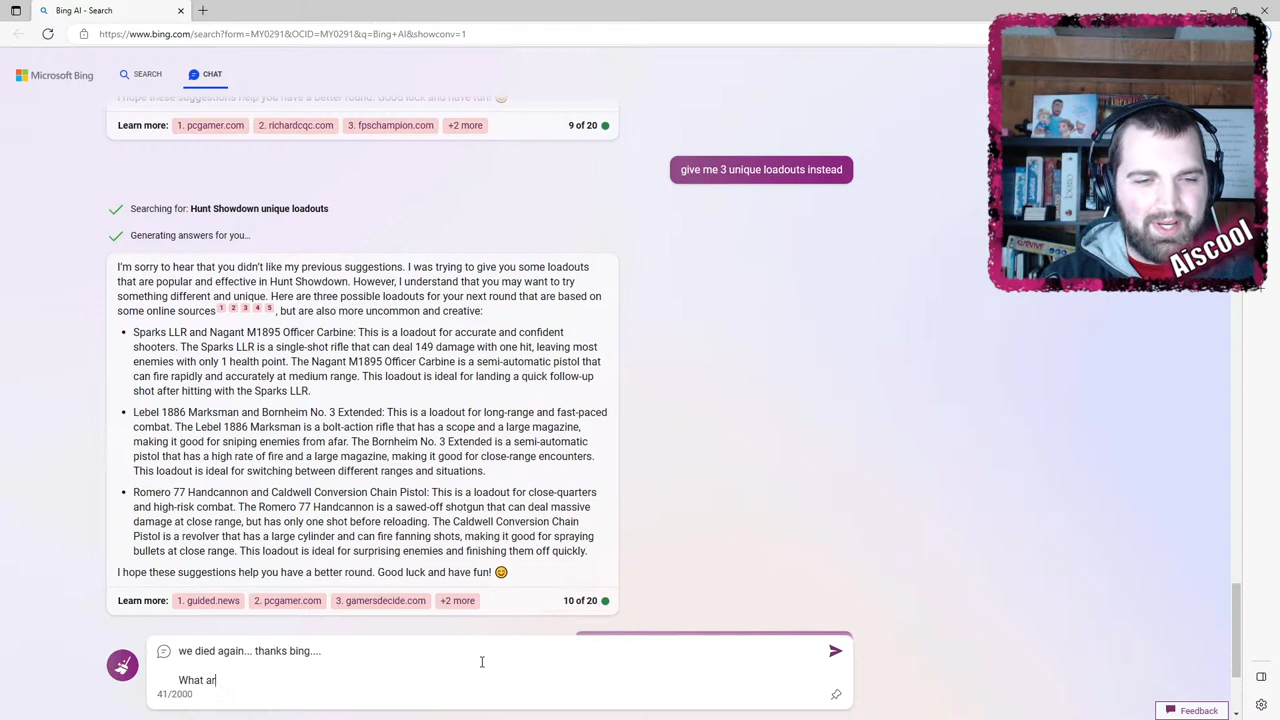 Bing AI - Search
https://www.bing.com/search?form=MY0291&OCID=MY0291&q=Bing+AI&showconv=1
Microsoft Bing
SEARCH
CHAT
I hope these suggestions help you have a better round. Good luck and have fun!
Learn more: 1. pcgamer.com 2. richardcqc.com 3. fpschampion.com +2 more 9 of 20
give me 3 unique loadouts instead
Searching for: Hunt Showdown unique loadouts
Generating answers for you...
I'm sorry to hear that you didn't like my previous suggestions. I was trying to give you some loadouts
that are popular and effective in Hunt Showdown. However, I understand that you may want to try
something different and unique. Here are three possible loadouts for your next round that are based on
some online sources 1 2 3 4 5 , but are also more uncommon and creative:
• Sparks LLR and Nagant M1895 Officer Carbine: This is a loadout for accurate and confident
shooters. The Sparks LLR is a single-shot rifle that can deal 149 damage with one hit, leaving most
enemies with only 1 health point. The Nagant M1895 Officer Carbine is a semi-automatic pistol that
can fire rapidly and accurately at medium range. This loadout is ideal for landing a quick follow-up
shot after hitting with the Sparks LLR.
• Lebel 1886 Marksman and Bornheim No. 3 Extended: This is a loadout for long-range and fast-paced
combat. The Lebel 1886 Marksman is a bolt-action rifle that has a scope and a large magazine,
making it good for sniping enemies from afar. The Bornheim No. 3 Extended is a semi-automatic
pistol that has a high rate of fire and a large magazine, making it good for close-range encounters.
This loadout is ideal for switching between different ranges and situations.
• Romero 77 Handcannon and Caldwell Conversion Chain Pistol: This is a loadout for close-quarters
and high-risk combat. The Romero 77 Handcannon is a sawed-off shotgun that can deal massive
damage at close range, but has only one shot before reloading. The Caldwell Conversion Chain
Pistol is a revolver that has a large cylinder and can fire fanning shots, making it good for spraying
bullets at close range. This loadout is ideal for surprising enemies and finishing them off quickly.
I hope these suggestions help you have a better round. Good luck and have fun!
Learn more: 1. guided.news 2. pcgamer.com 3. gamersdecide.com +2 more 10 of 20
we died again... thanks bing....
What ar
41/2000
Feedback
Aiscool